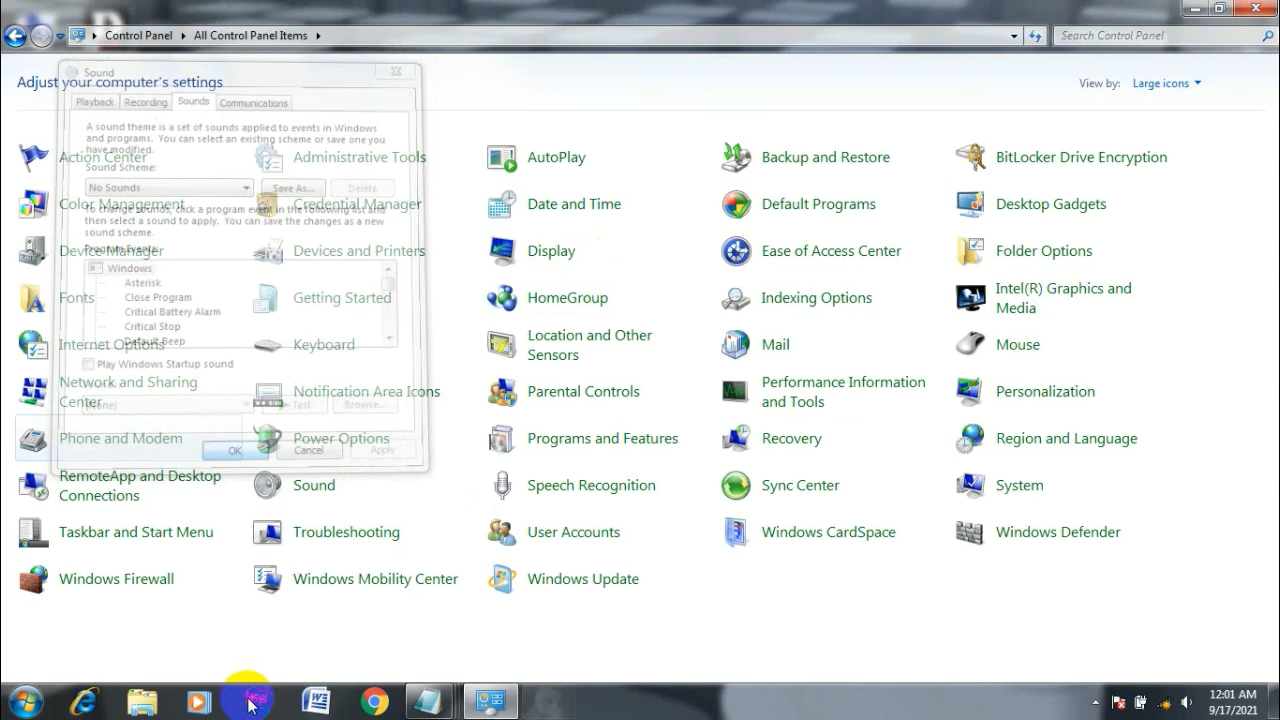 Control Panel
All Control Panel Items
Search Control Panel
Adjust your computer's settings
View by:
Large icons
Sound
Playback
Recording
Sounds
Communications
A sound theme is a set of sounds applied to events in Windows
and programs. You can select an existing scheme or save one you
have modified.
Sound Scheme:
No Sounds
Save As...
Delete
To change sounds, click a program event in the following list and
then select a sound to apply. You can save the changes as a new
sound scheme.
Program Events:
Windows
Asterisk
Close Program
Critical Battery Alarm
Critical Stop
Default Beep
Play Windows Startup sound
(None)
Test
Browse...
OK
Cancel
Apply
Action Center
Administrative Tools
AutoPlay
Backup and Restore
BitLocker Drive Encryption
Color Management
Credential Manager
Date and Time
Default Programs
Desktop Gadgets
Device Manager
Devices and Printers
Display
Ease of Access Center
Folder Options
Fonts
Getting Started
HomeGroup
Indexing Options
Intel(R) Graphics and
Media
Internet Options
Keyboard
Location and Other
Sensors
Mail
Mouse
Network and Sharing
Center
Notification Area Icons
Parental Controls
Performance Information
and Tools
Personalization
Phone and Modem
Power Options
Programs and Features
Recovery
Region and Language
RemoteApp and Desktop
Connections
Sound
Speech Recognition
Sync Center
System
Taskbar and Start Menu
Troubleshooting
User Accounts
Windows CardSpace
Windows Defender
Windows Firewall
Windows Mobility Center
Windows Update
12:01 AM
9/17/2021